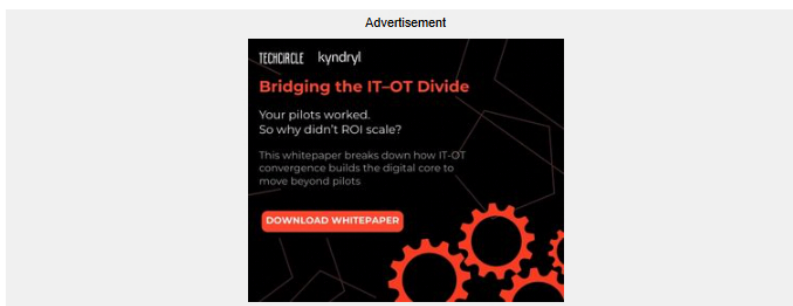 Advertisement
TECHCIRCLE kyndryl
Bridging the IT–OT Divide
Your pilots worked.
So why didn't ROI scale?
This whitepaper breaks down how IT-OT
convergence builds the digital core to
move beyond pilots
DOWNLOAD WHITEPAPER